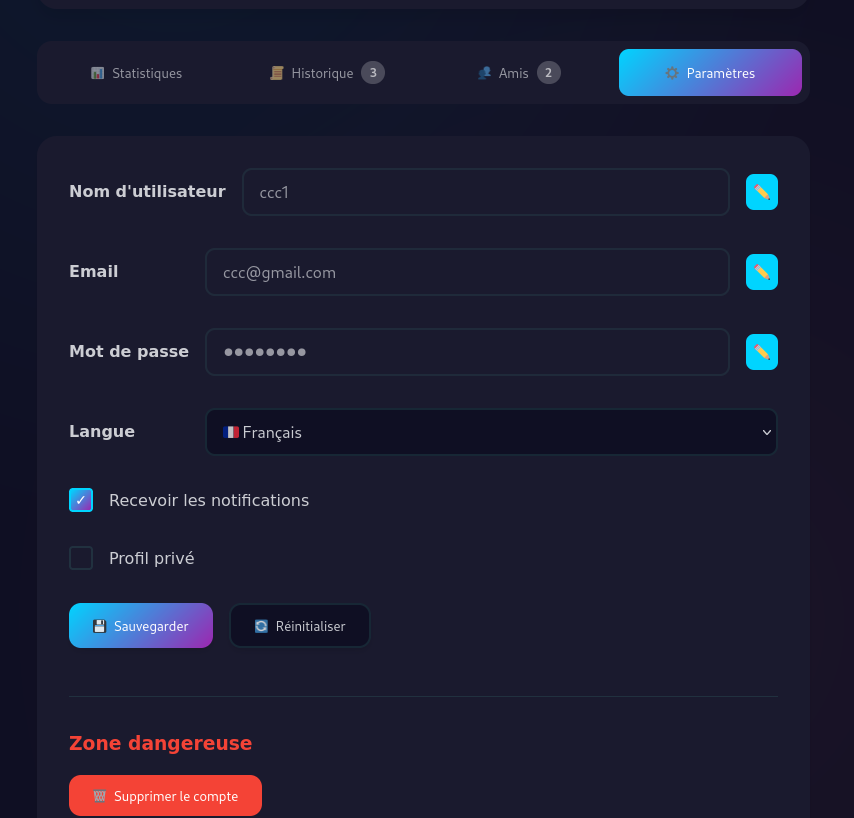 Statistiques Historique 3 Amis 2 Paramètres
Nom d'utilisateur ccc1
Email ccc@gmail.com
Mot de passe ●●●●●●●●
Langue Français
Recevoir les notifications
Profil privé
Sauvegarder Réinitialiser
Zone dangereuse
Supprimer le compte